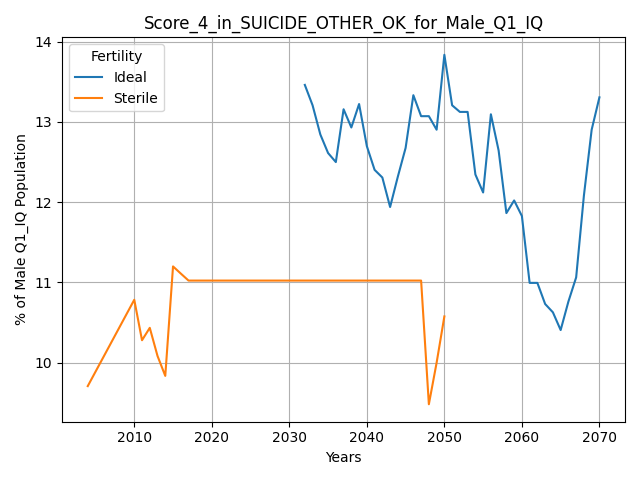 Score_4_in_SUICIDE_OTHER_OK_for_Male_Q1_IQ
Fertility
Ideal
Sterile
% of Male Q1_IQ Population
14
13
12
11
10
2010 2020 2030 2040 2050 2060 2070
Years